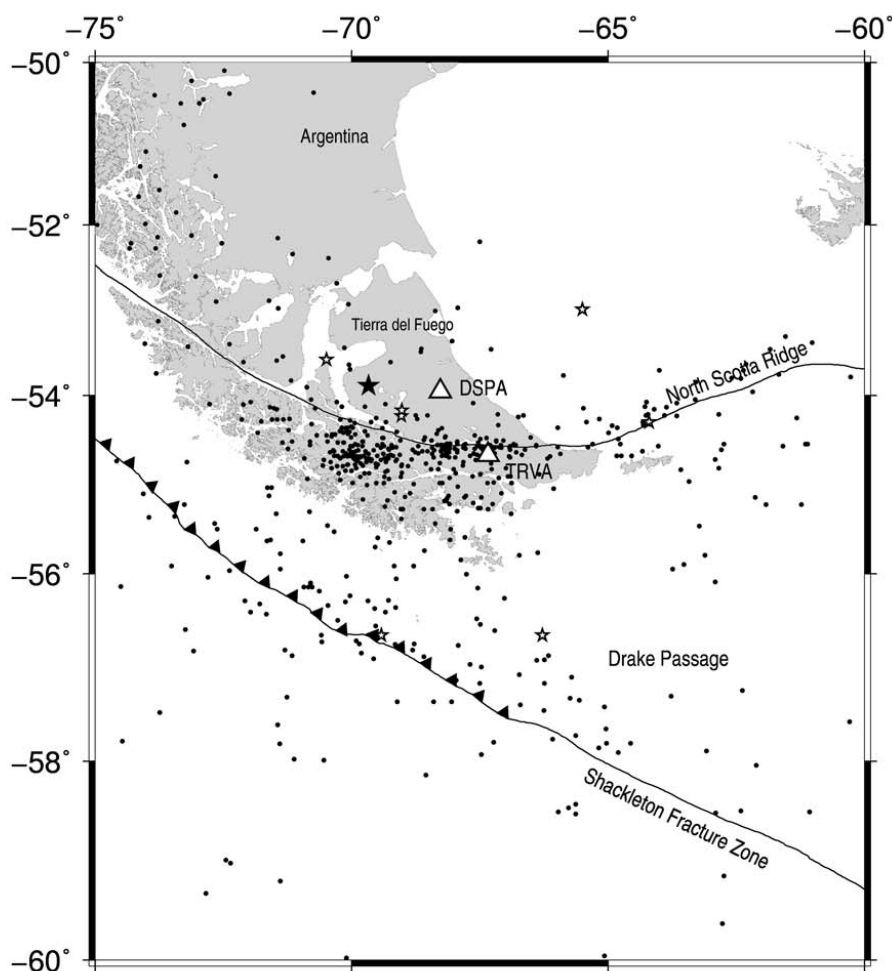 −75° −70° −65° −60°
−50°
Argentina
−52°
Tierra del Fuego
North Scotia Ridge
DSPA
−54°
TRVA
−56°
Drake Passage
−58°
Shackleton Fracture Zone
−60°